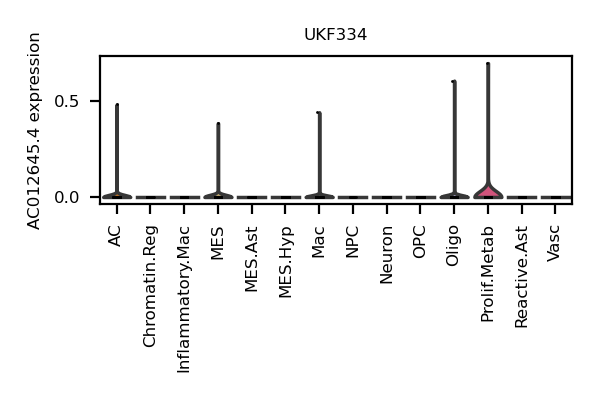 UKF334
AC012645.4 expression
0.5
0.0
AC
Chromatin.Reg
Inflammatory.Mac
MES
MES.Ast
MES.Hyp
Mac
NPC
Neuron
OPC
Oligo
Prolif.Metab
Reactive.Ast
Vasc